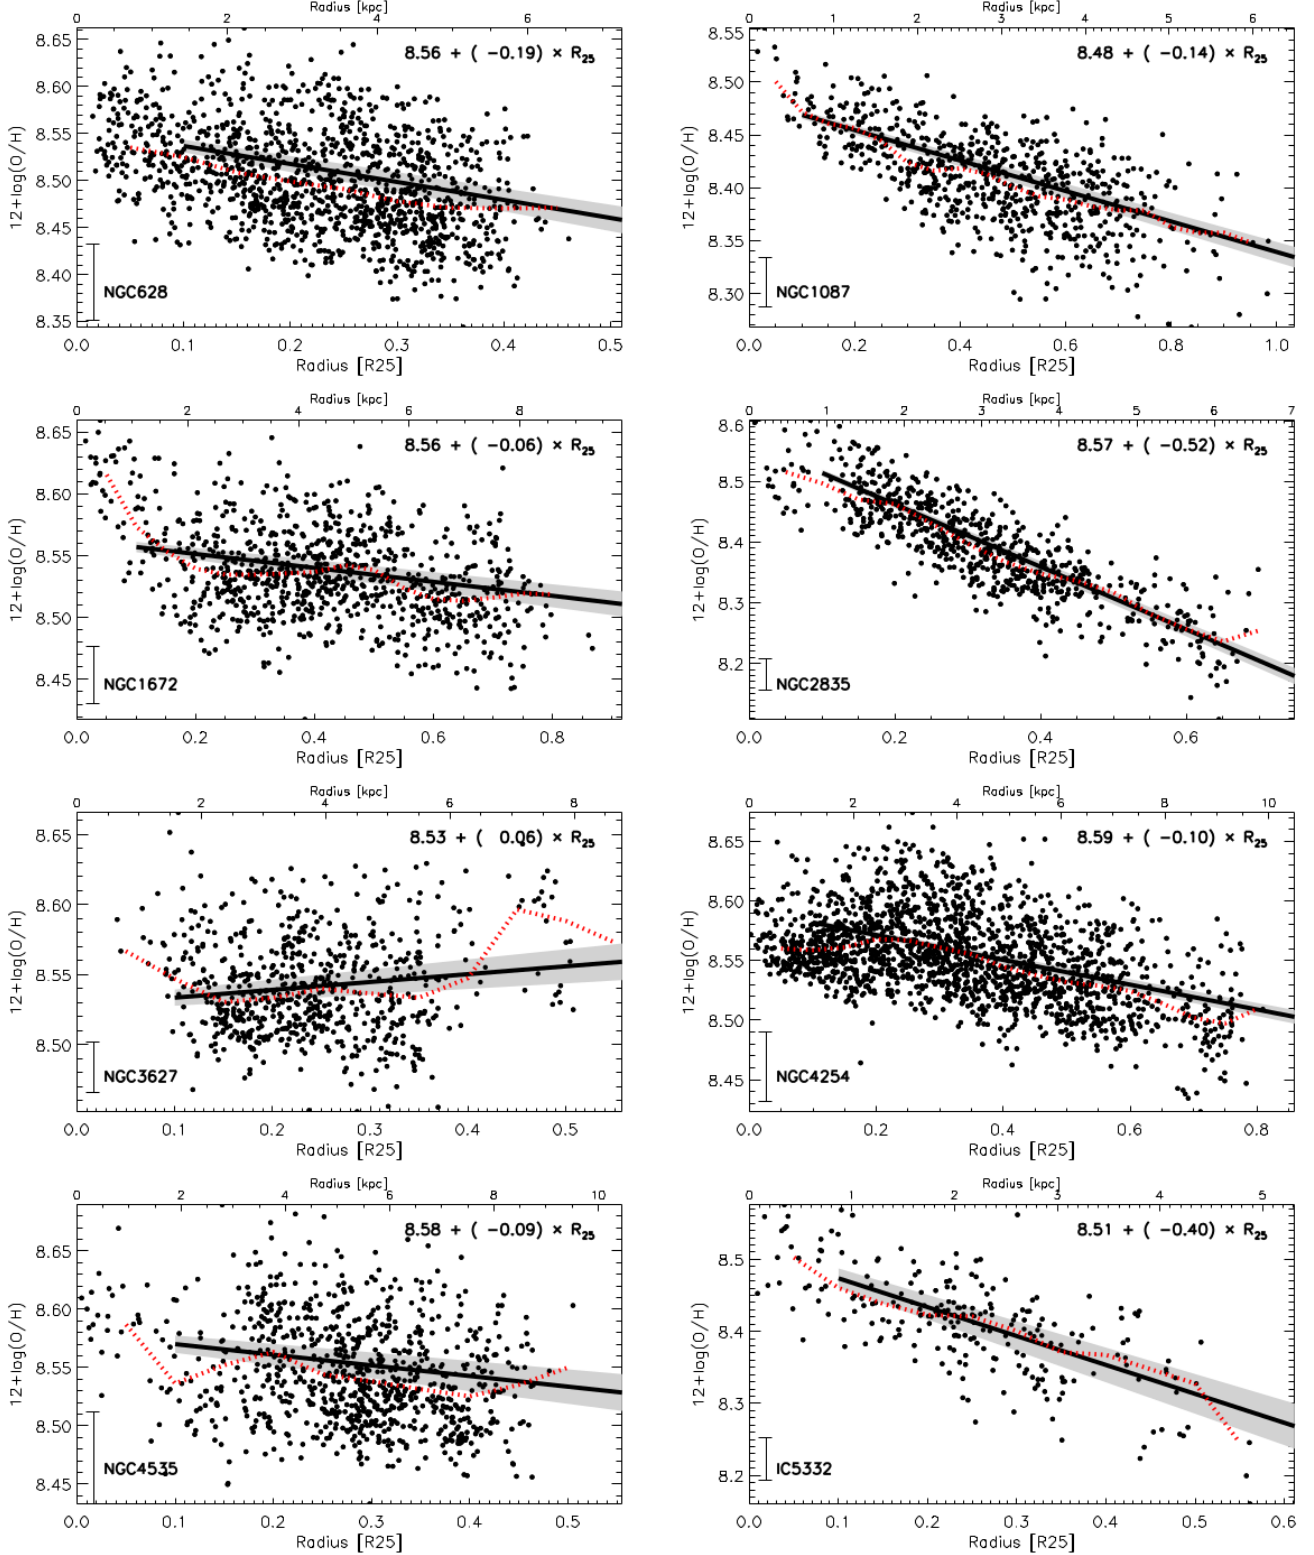 Radius [kpc]
0 2 4 6
8.56 + ( −0.19) × R25
12+log(O/H)
8.65
8.60
8.55
8.50
8.45
8.40
8.35
NGC628
0.0 0.1 0.2 0.3 0.4 0.5
Radius [R25]
Radius [kpc]
0 1 2 3 4 5 6
8.48 + ( −0.14) × R25
12+log(O/H)
8.55
8.50
8.45
8.40
8.35
8.30
NGC1087
0.0 0.2 0.4 0.6 0.8 1.0
Radius [R25]
Radius [kpc]
0 2 4 6 8
8.56 + ( −0.06) × R25
12+log(O/H)
8.65
8.60
8.55
8.50
8.45
NGC1672
0.0 0.2 0.4 0.6 0.8
Radius [R25]
Radius [kpc]
0 1 2 3 4 5 6 7
8.57 + ( −0.52) × R25
12+log(O/H)
8.6
8.5
8.4
8.3
8.2
NGC2835
0.0 0.2 0.4 0.6
Radius [R25]
Radius [kpc]
0 2 4 6 8
8.53 + ( 0.06) × R25
12+log(O/H)
8.65
8.60
8.55
8.50
NGC3627
0.0 0.1 0.2 0.3 0.4 0.5
Radius [R25]
Radius [kpc]
0 2 4 6 8 10
8.59 + ( −0.10) × R25
12+log(O/H)
8.65
8.60
8.55
8.50
8.45
NGC4254
0.0 0.2 0.4 0.6 0.8
Radius [R25]
Radius [kpc]
0 2 4 6 8 10
8.58 + ( −0.09) × R25
12+log(O/H)
8.65
8.60
8.55
8.50
8.45
NGC4535
0.0 0.1 0.2 0.3 0.4 0.5
Radius [R25]
Radius [kpc]
0 1 2 3 4 5
8.51 + ( −0.40) × R25
12+log(O/H)
8.5
8.4
8.3
8.2
IC5332
0.0 0.1 0.2 0.3 0.4 0.5 0.6
Radius [R25]